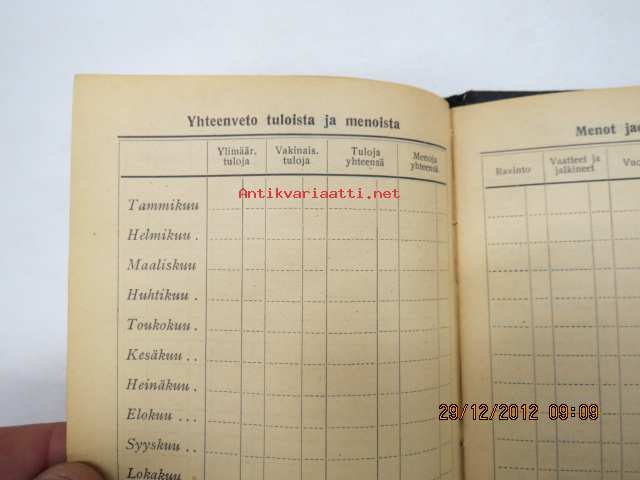 Yhteenveto tuloista ja menoista
Ylimäär. tuloja
Vakinais. tuloja
Tuloja yhteensä
Menoja yhteensä
Antikvariaatti.net
Tammikuu
Helmikuu .
Maaliskuu
Huhtikuu .
Toukokuu .
Kesäkuu . .
Heinäkuu .
Elokuu . . .
Syyskuu . .
Lokakuu
Menot
Ravinto
Vaatteet ja jalkineet
29/12/2012 09:09